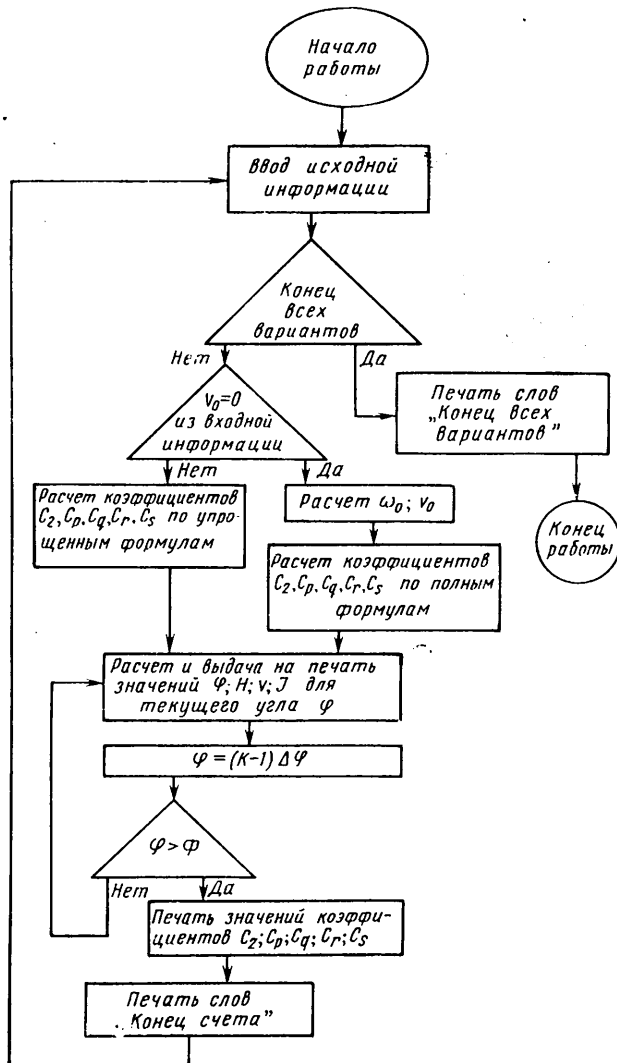 Начало
работы
Ввод исходной
информации
Конец
всех
вариантов
Нет
Да
v₀=0
из входной
информации
Печать слов
„Конец всех
вариантов”
Нет
Да
Расчет коэффициентов
C₂,Cₚ,C_q,Cᵣ,Cₛ по упро-
щенным формулам
Расчет ω₀; v₀
Конец
работы
Расчет коэффициентов
C₂,Cₚ,C_q,Cᵣ,Cₛ по полным
формулам
Расчет и выдача на печать
значений φ; H; v; J для
текущего угла φ
φ=(K-1)Δφ
φ>Ф
Нет
Да
Печать значений коэффи-
циентов C₂;Cₚ;C_q;Cᵣ;Cₛ
Печать слов
„Конец счета”